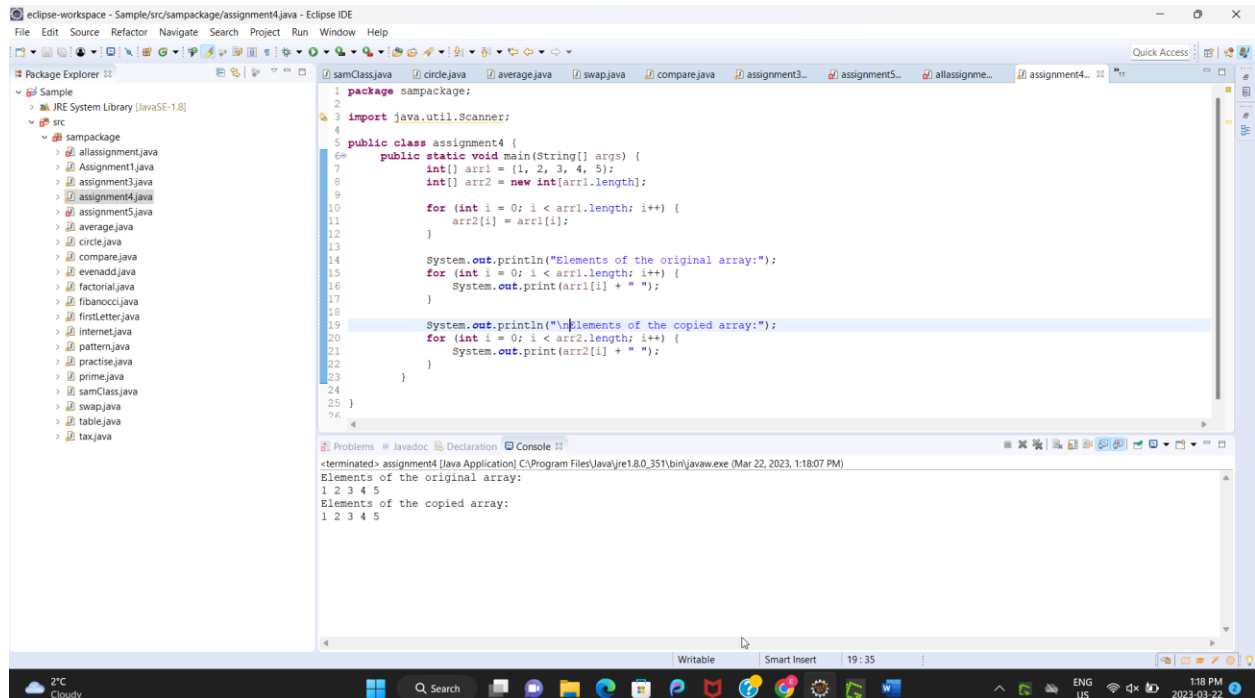 eclipse-workspace - Sample/src/sampackage/assignment4.java - Eclipse IDE
File Edit Source Refactor Navigate Search Project Run Window Help
Quick Access
Package Explorer
Sample
JRE System Library [JavaSE-1.8]
src
sampackage
allassignment.java
Assignment1.java
assignment3.java
assignment4.java
assignment5.java
average.java
circle.java
compare.java
evenadd.java
factorial.java
fibanocci.java
firstLetter.java
internet.java
pattern.java
practise.java
prime.java
samClass.java
swap.java
table.java
tax.java
samClass.java circle.java average.java swap.java compare.java assignment3... assignment5... allassignme... assignment4... »11
1 package sampackage;
2
3 import java.util.Scanner;
4
5 public class assignment4 {
6 public static void main(String[] args) {
7 int[] arr1 = {1, 2, 3, 4, 5};
8 int[] arr2 = new int[arr1.length];
9
10 for (int i = 0; i < arr1.length; i++) {
11 arr2[i] = arr1[i];
12 }
13
14 System.out.println("Elements of the original array:");
15 for (int i = 0; i < arr1.length; i++) {
16 System.out.print(arr1[i] + " ");
17 }
18
19 System.out.println("\nElements of the copied array:");
20 for (int i = 0; i < arr2.length; i++) {
21 System.out.print(arr2[i] + " ");
22 }
23 }
24
25 }
26
Problems Javadoc Declaration Console
<terminated> assignment4 [Java Application] C:\Program Files\Java\jre1.8.0_351\bin\javaw.exe (Mar 22, 2023, 1:18:07 PM)
Elements of the original array:
1 2 3 4 5
Elements of the copied array:
1 2 3 4 5
Writable Smart Insert 19 : 35
2°C
Cloudy
Search
ENG
US
1:18 PM
2023-03-22
2